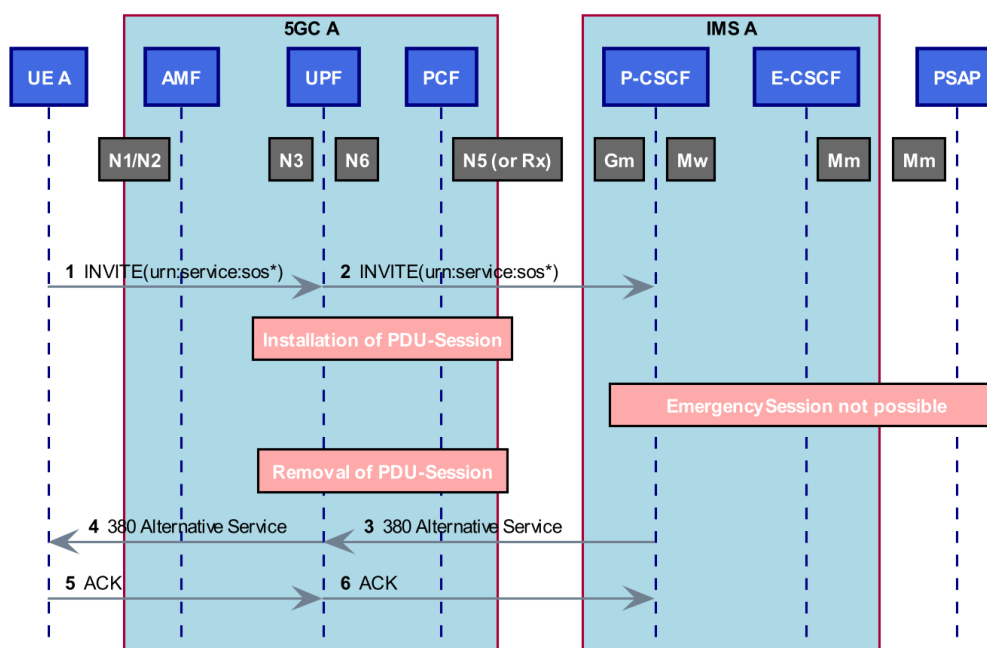 5GC A
IMS A
UE A
AMF
UPF
PCF
P-CSCF
E-CSCF
PSAP
N1/N2
N3
N6
N5 (or Rx)
Gm
Mw
Mm
Mm
1 INVITE(urn:service:sos*)
2 INVITE(urn:service:sos*)
Installation of PDU-Session
EmergencySession not possible
Removal of PDU-Session
4 380 Alternative Service
3 380 Alternative Service
5 ACK
6 ACK